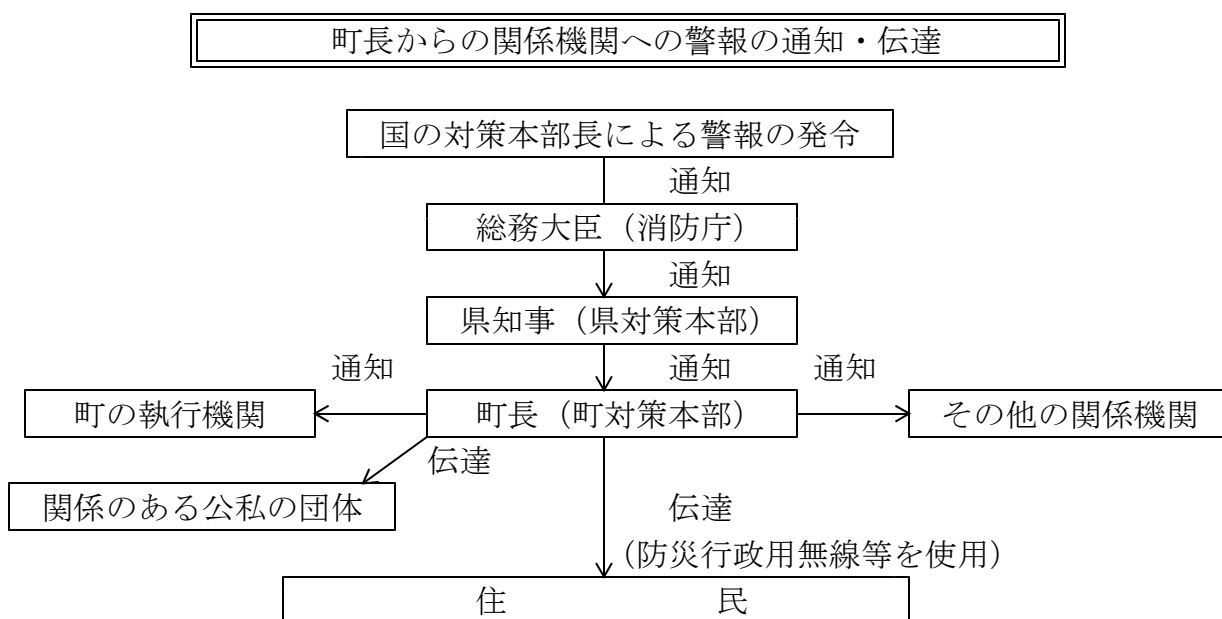 町長からの関係機関への警報の通知・伝達
国の対策本部長による警報の発令
通知
総務大臣（消防庁）
通知
県知事（県対策本部）
通知
通知
通知
町の執行機関
町長（町対策本部）
その他の関係機関
伝達
関係のある公私の団体
伝達
（防災行政用無線等を使用）
住　民